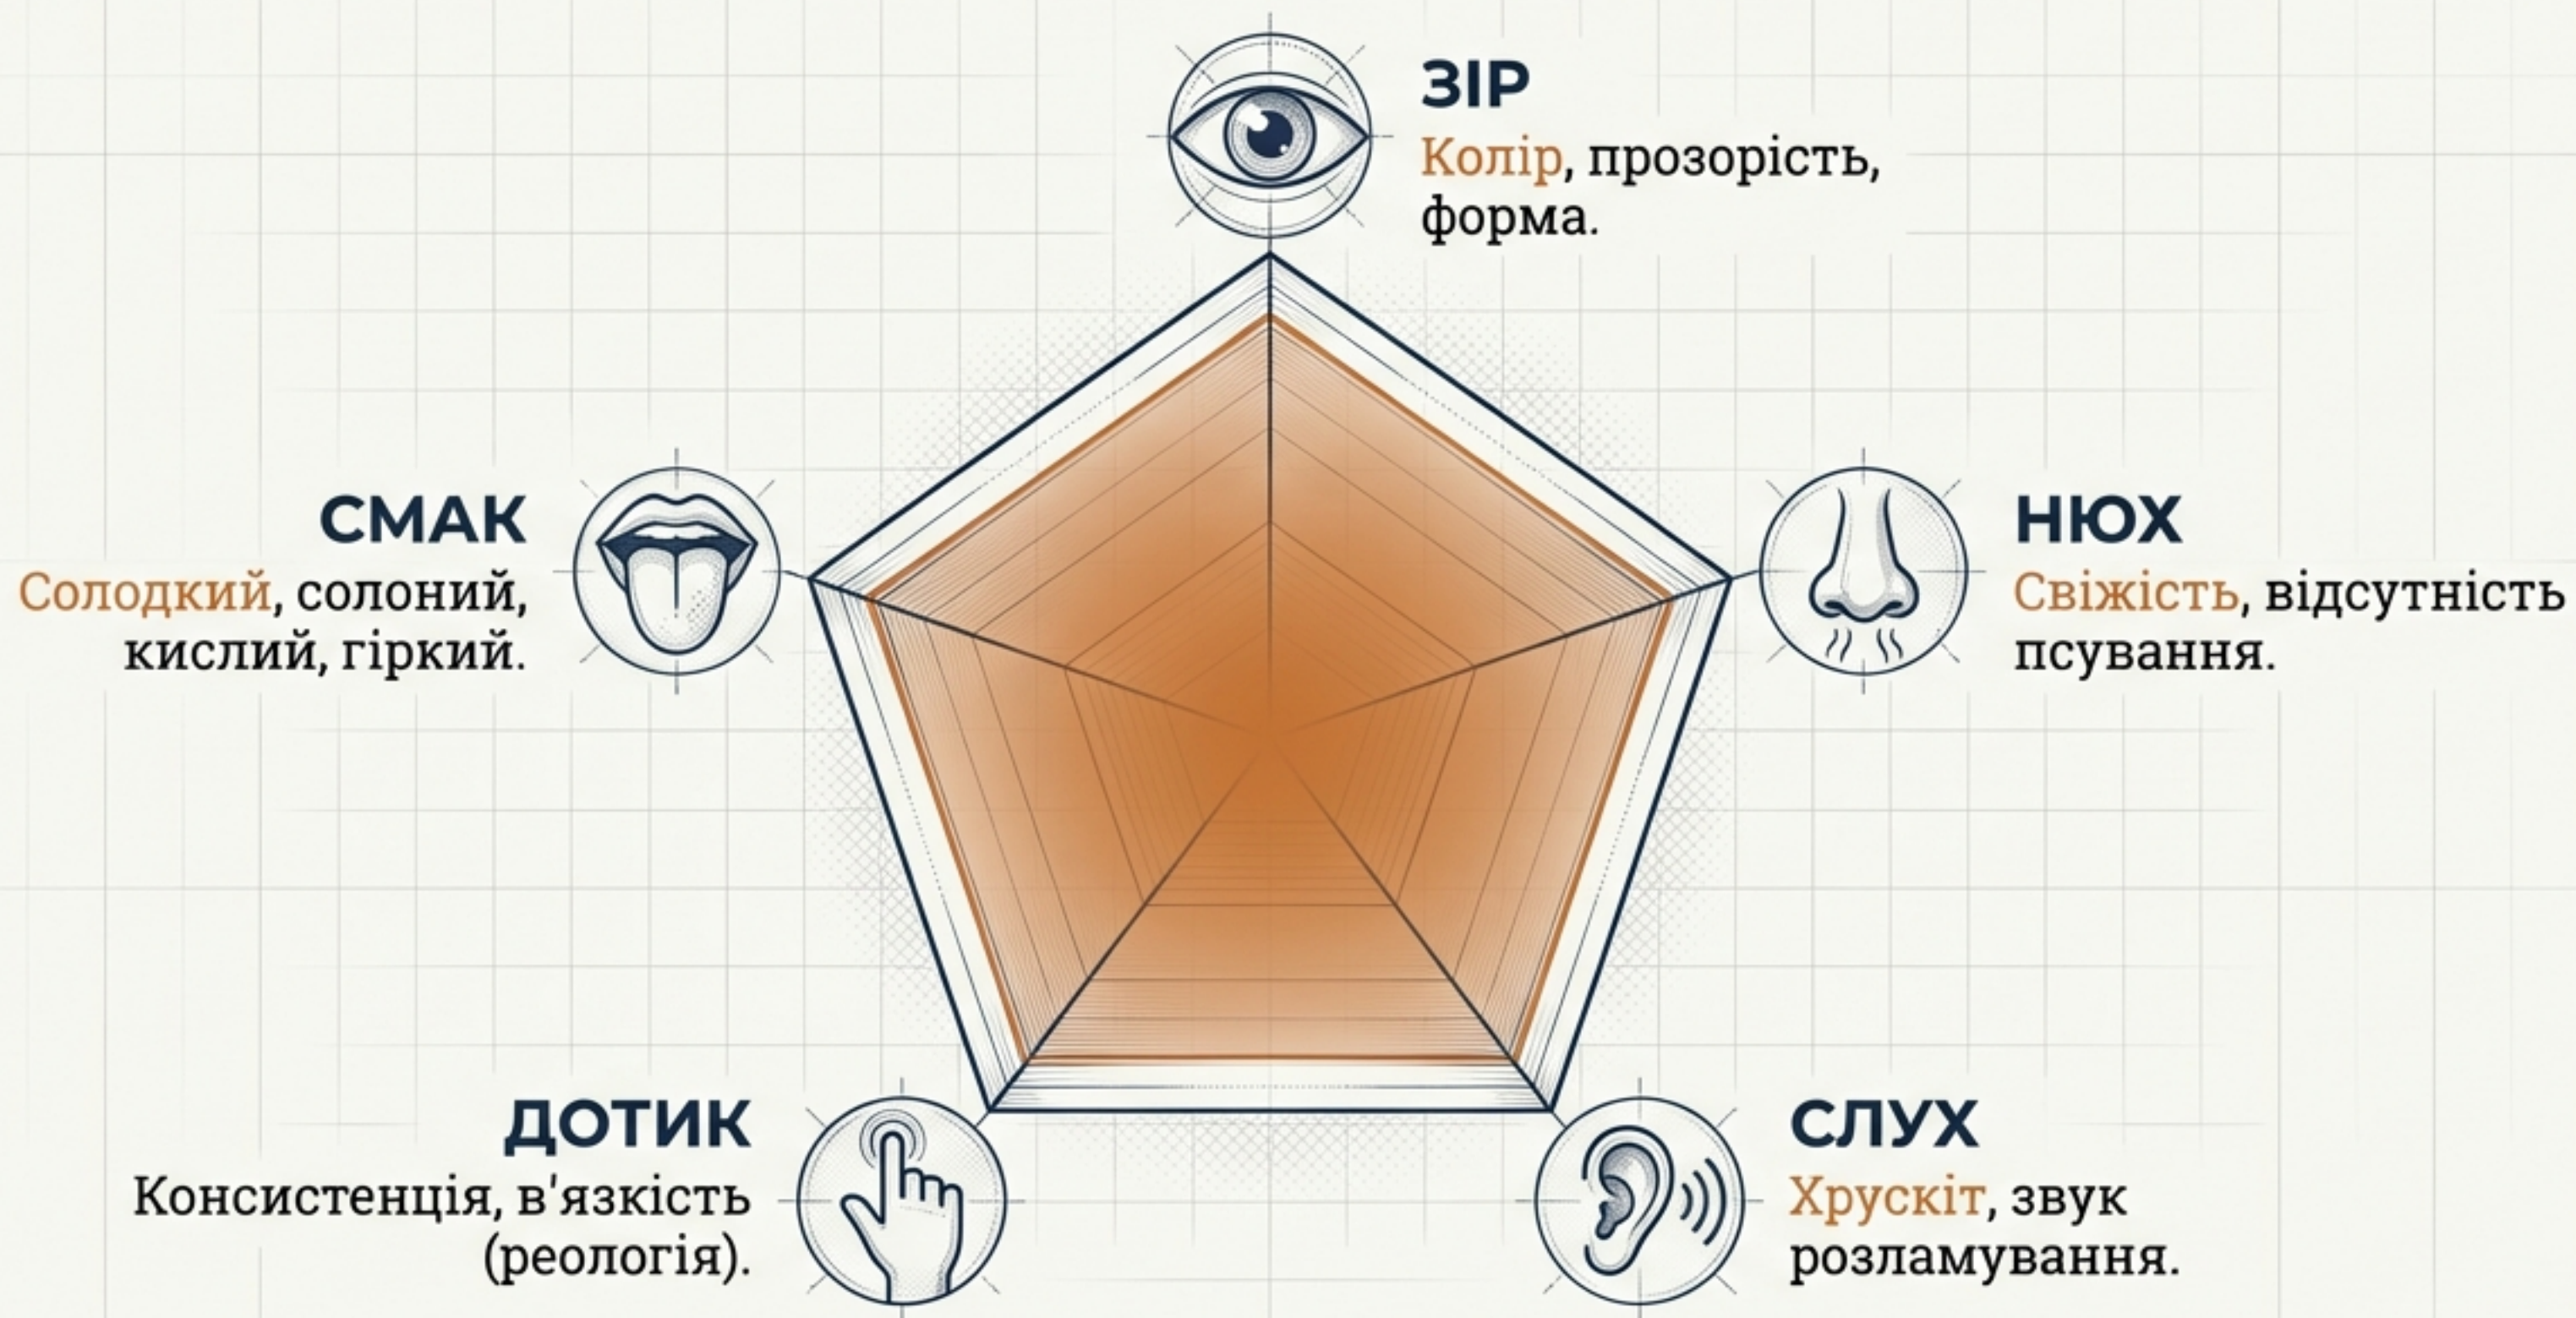 ЗІР
Колір, прозорість,
форма.
СМАК
Солодкий, солоний,
кислий, гіркий.
НЮХ
Свіжість, відсутність
псування.
ДОТИК
Консистенція, в'язкість
(реологія).
СЛУХ
Хрускіт, звук
розламування.